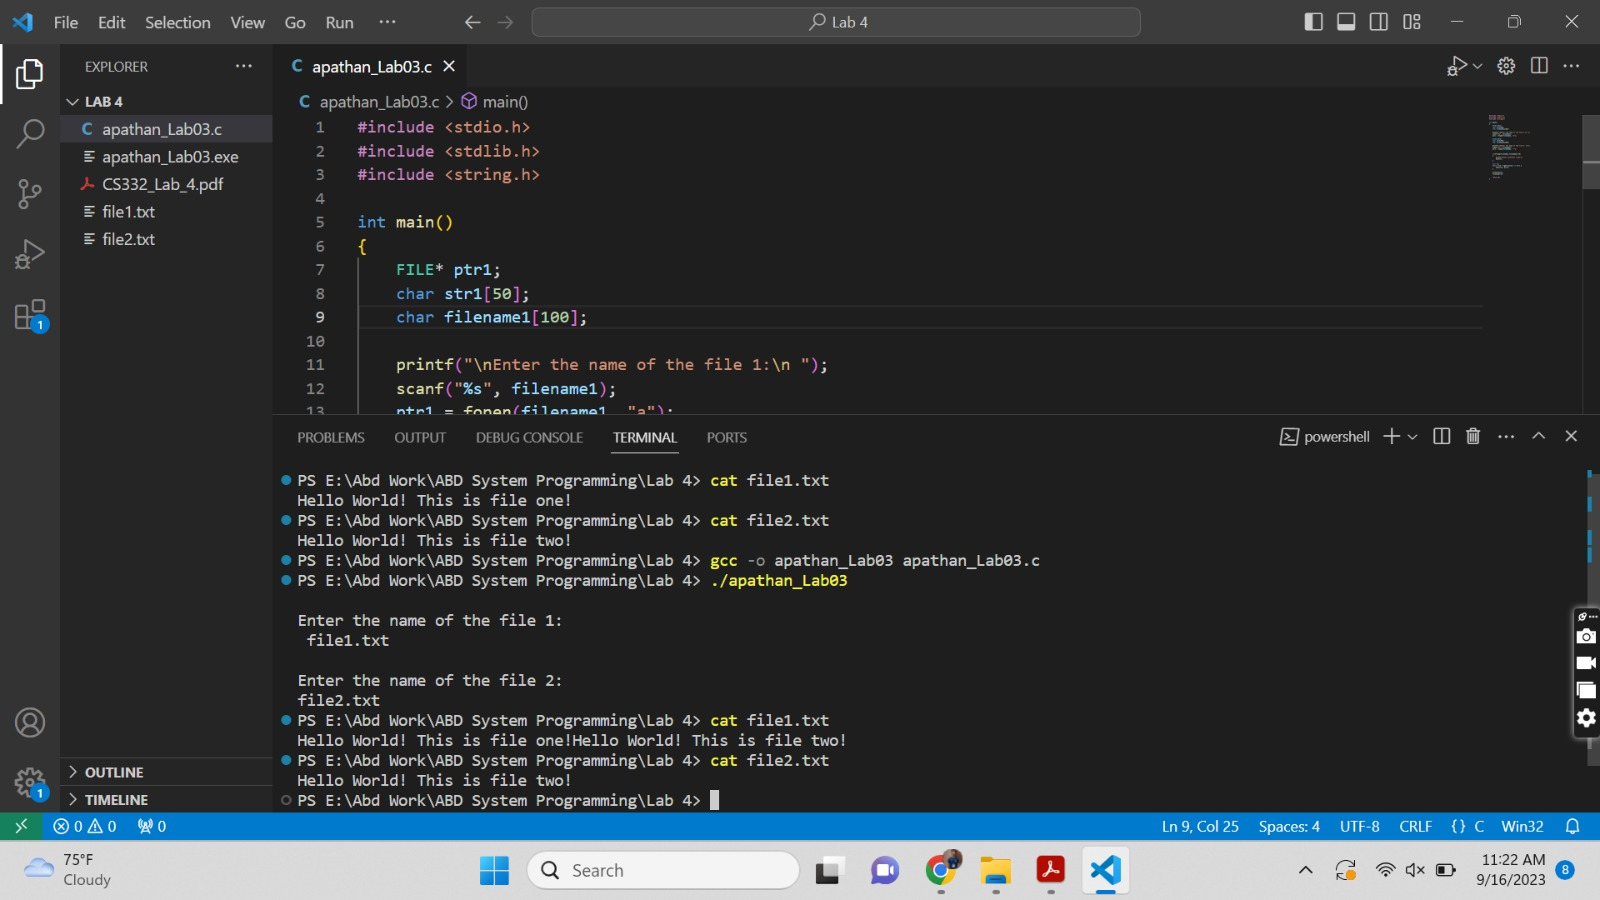 File Edit Selection View Go Run ··· Lab 4
EXPLORER ···
LAB 4
C apathan_Lab03.c
apathan_Lab03.exe
CS332_Lab_4.pdf
file1.txt
file2.txt
OUTLINE
TIMELINE
1
1
C apathan_Lab03.c ×
C apathan_Lab03.c > main()
1 #include <stdio.h>
2 #include <stdlib.h>
3 #include <string.h>
4
5 int main()
6 {
7 FILE* ptr1;
8 char str1[50];
9 char filename1[100];
10
11 printf("\nEnter the name of the file 1:\n ");
12 scanf("%s", filename1);
13 ptr1 = fopen(filename1, "a");
PROBLEMS OUTPUT DEBUG CONSOLE TERMINAL PORTS powershell
PS E:\Abd Work\ABD System Programming\Lab 4> cat file1.txt
Hello World! This is file one!
PS E:\Abd Work\ABD System Programming\Lab 4> cat file2.txt
Hello World! This is file two!
PS E:\Abd Work\ABD System Programming\Lab 4> gcc -o apathan_Lab03 apathan_Lab03.c
PS E:\Abd Work\ABD System Programming\Lab 4> ./apathan_Lab03
Enter the name of the file 1:
file1.txt
Enter the name of the file 2:
file2.txt
PS E:\Abd Work\ABD System Programming\Lab 4> cat file1.txt
Hello World! This is file one!Hello World! This is file two!
PS E:\Abd Work\ABD System Programming\Lab 4> cat file2.txt
Hello World! This is file two!
PS E:\Abd Work\ABD System Programming\Lab 4>
0 0 0 Ln 9, Col 25 Spaces: 4 UTF-8 CRLF {} C Win32
75°F
Cloudy
Search
11:22 AM
9/16/2023
8